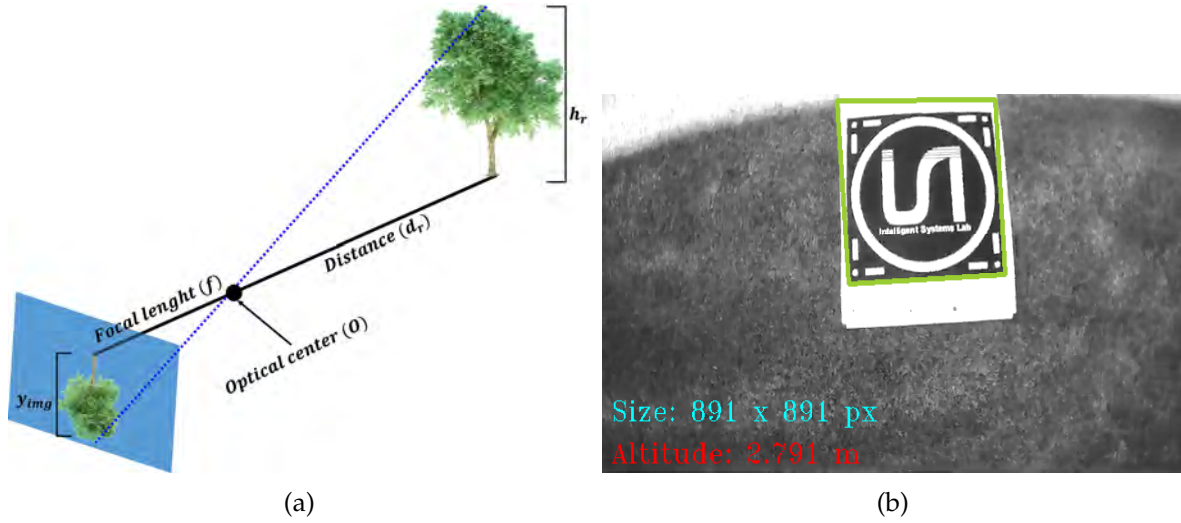 h_r
Distance (d_r)
Focal lenght (f)
Optical center (O)
y_img
(a)
Intelligent Systems Lab
Size: 891 x 891 px
Altitude: 2.791 m
(b)